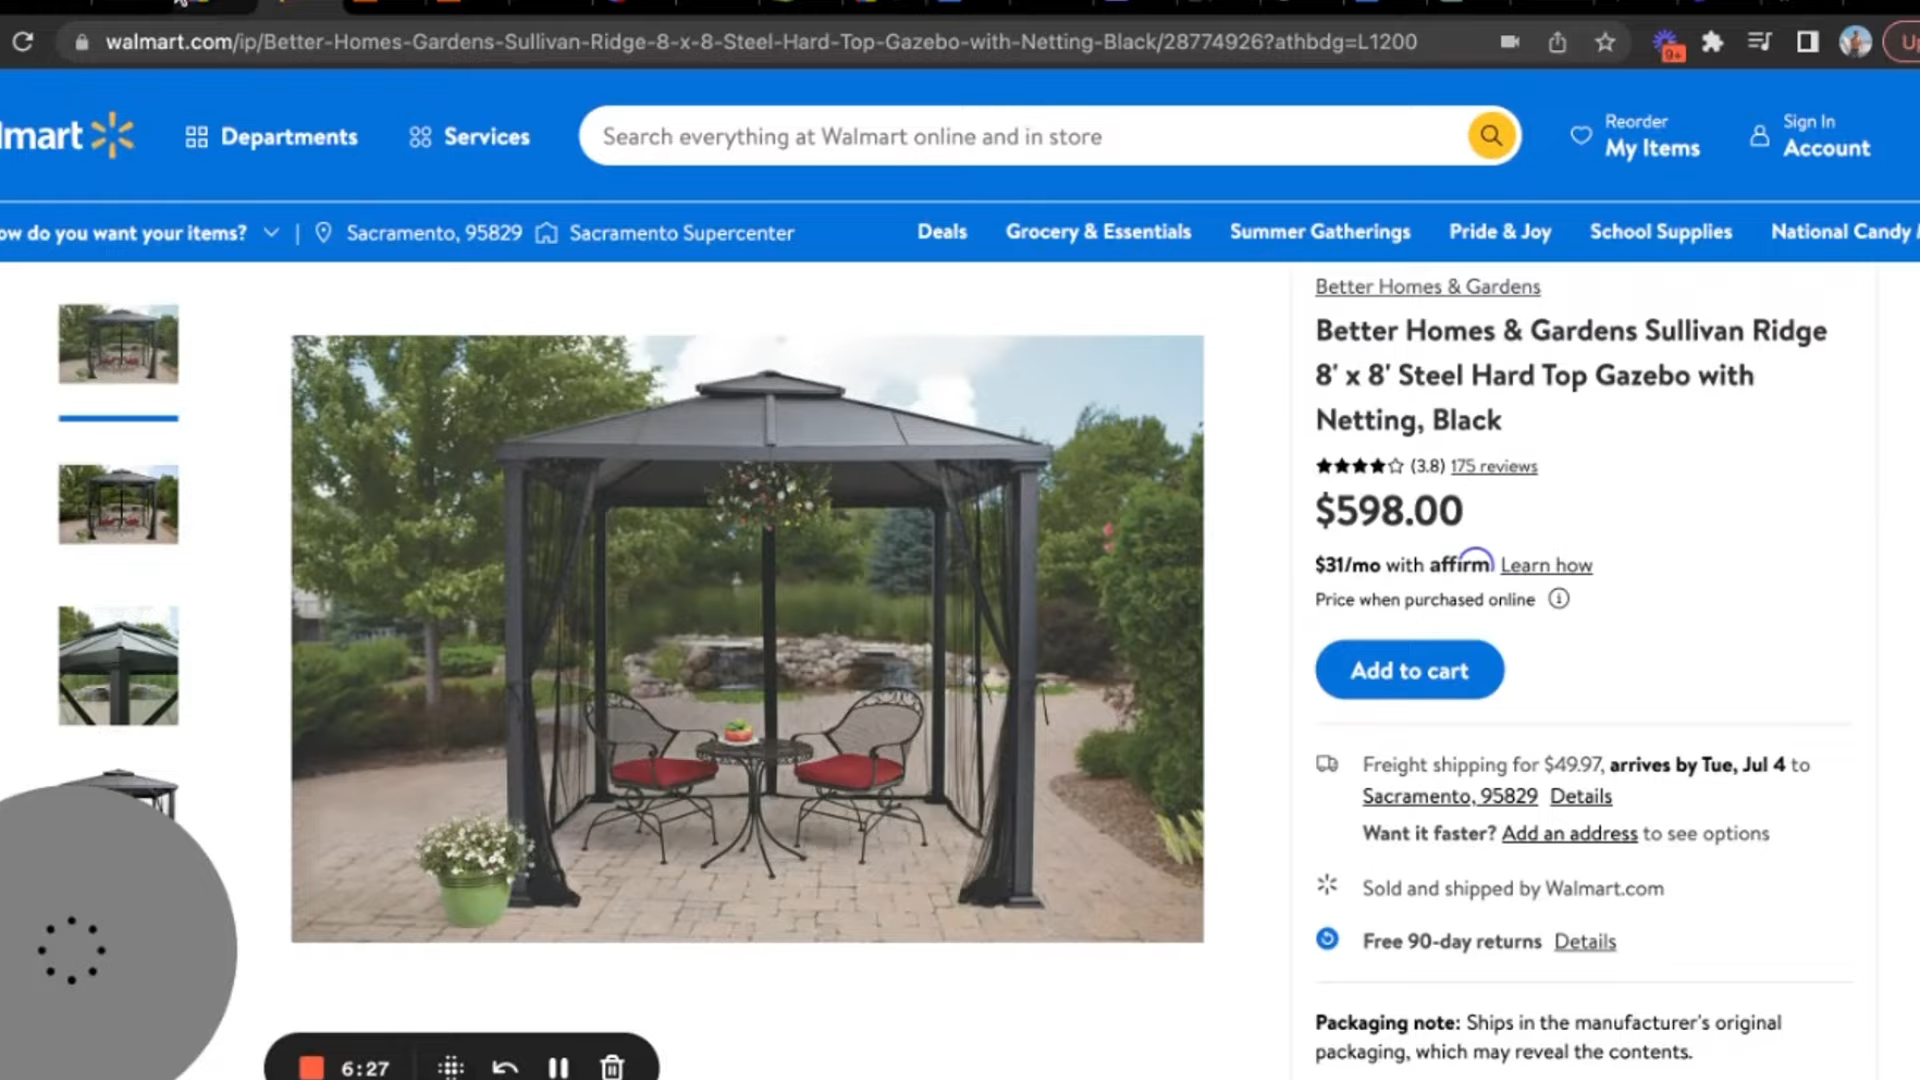 walmart.com/ip/Better-Homes-Gardens-Sullivan-Ridge-8-x-8-Steel-Hard-Top-Gazebo-with-Netting-Black/28774926?athbdg=L1200
9+
lmart
Departments
Services
Search everything at Walmart online and in store
Reorder
My Items
Sign In
Account
ow do you want your items?
Sacramento, 95829
Sacramento Supercenter
Deals
Grocery & Essentials
Summer Gatherings
Pride & Joy
School Supplies
National Candy
Better Homes & Gardens
Better Homes & Gardens Sullivan Ridge
8' x 8' Steel Hard Top Gazebo with
Netting, Black
(3.8) 175 reviews
$598.00
$31/mo with affirm Learn how
Price when purchased online
Add to cart
Freight shipping for $49.97, arrives by Tue, Jul 4 to
Sacramento, 95829 Details
Want it faster? Add an address to see options
Sold and shipped by Walmart.com
Free 90-day returns Details
Packaging note: Ships in the manufacturer's original
packaging, which may reveal the contents.
6:27